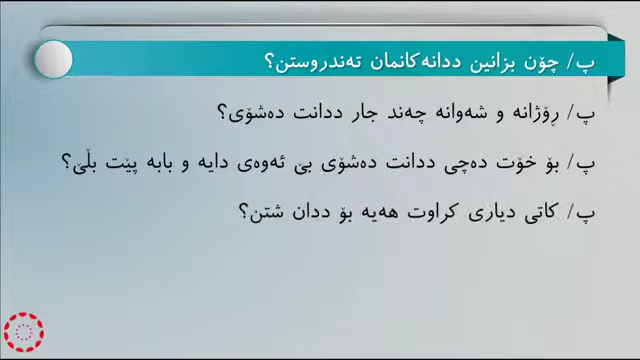 پ/ چۆن بزانین ددانەکانمان تەندروستن؟
پ/ ڕۆژانە و شەوانە چەند جار ددانت دەشۆی؟
پ/ بۆ خۆت دەچی ددانت دەشۆی بێ ئەوەی دایە و بابە پێت بڵێ؟
پ/ کاتی دیاری کراوت هەیە بۆ ددان شتن؟